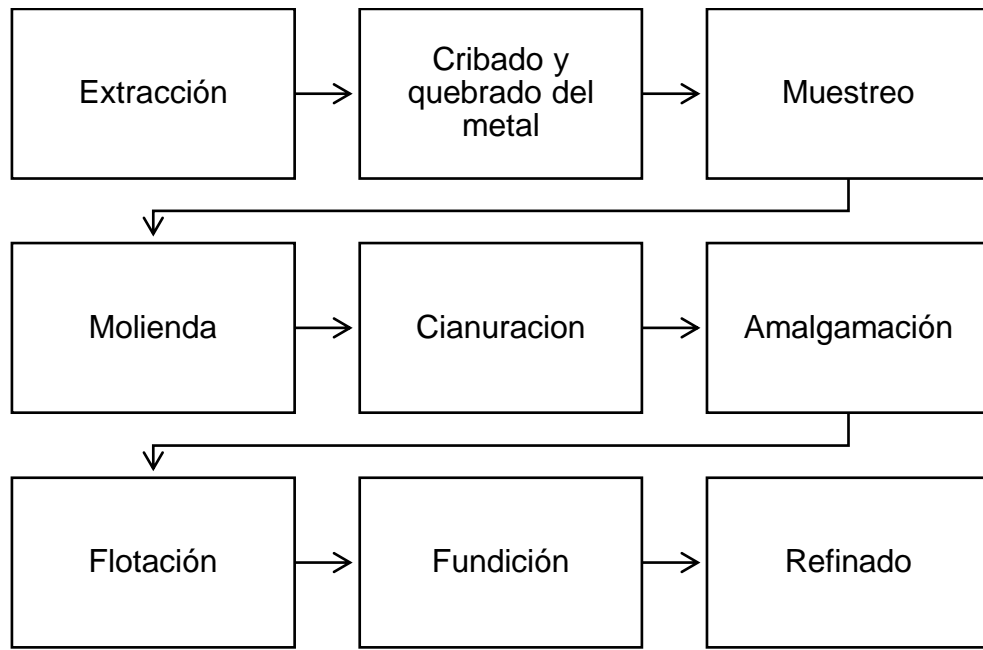 Extracción
Cribado y
quebrado del
metal
Muestreo
Molienda
Cianuracion
Amalgamación
Flotación
Fundición
Refinado